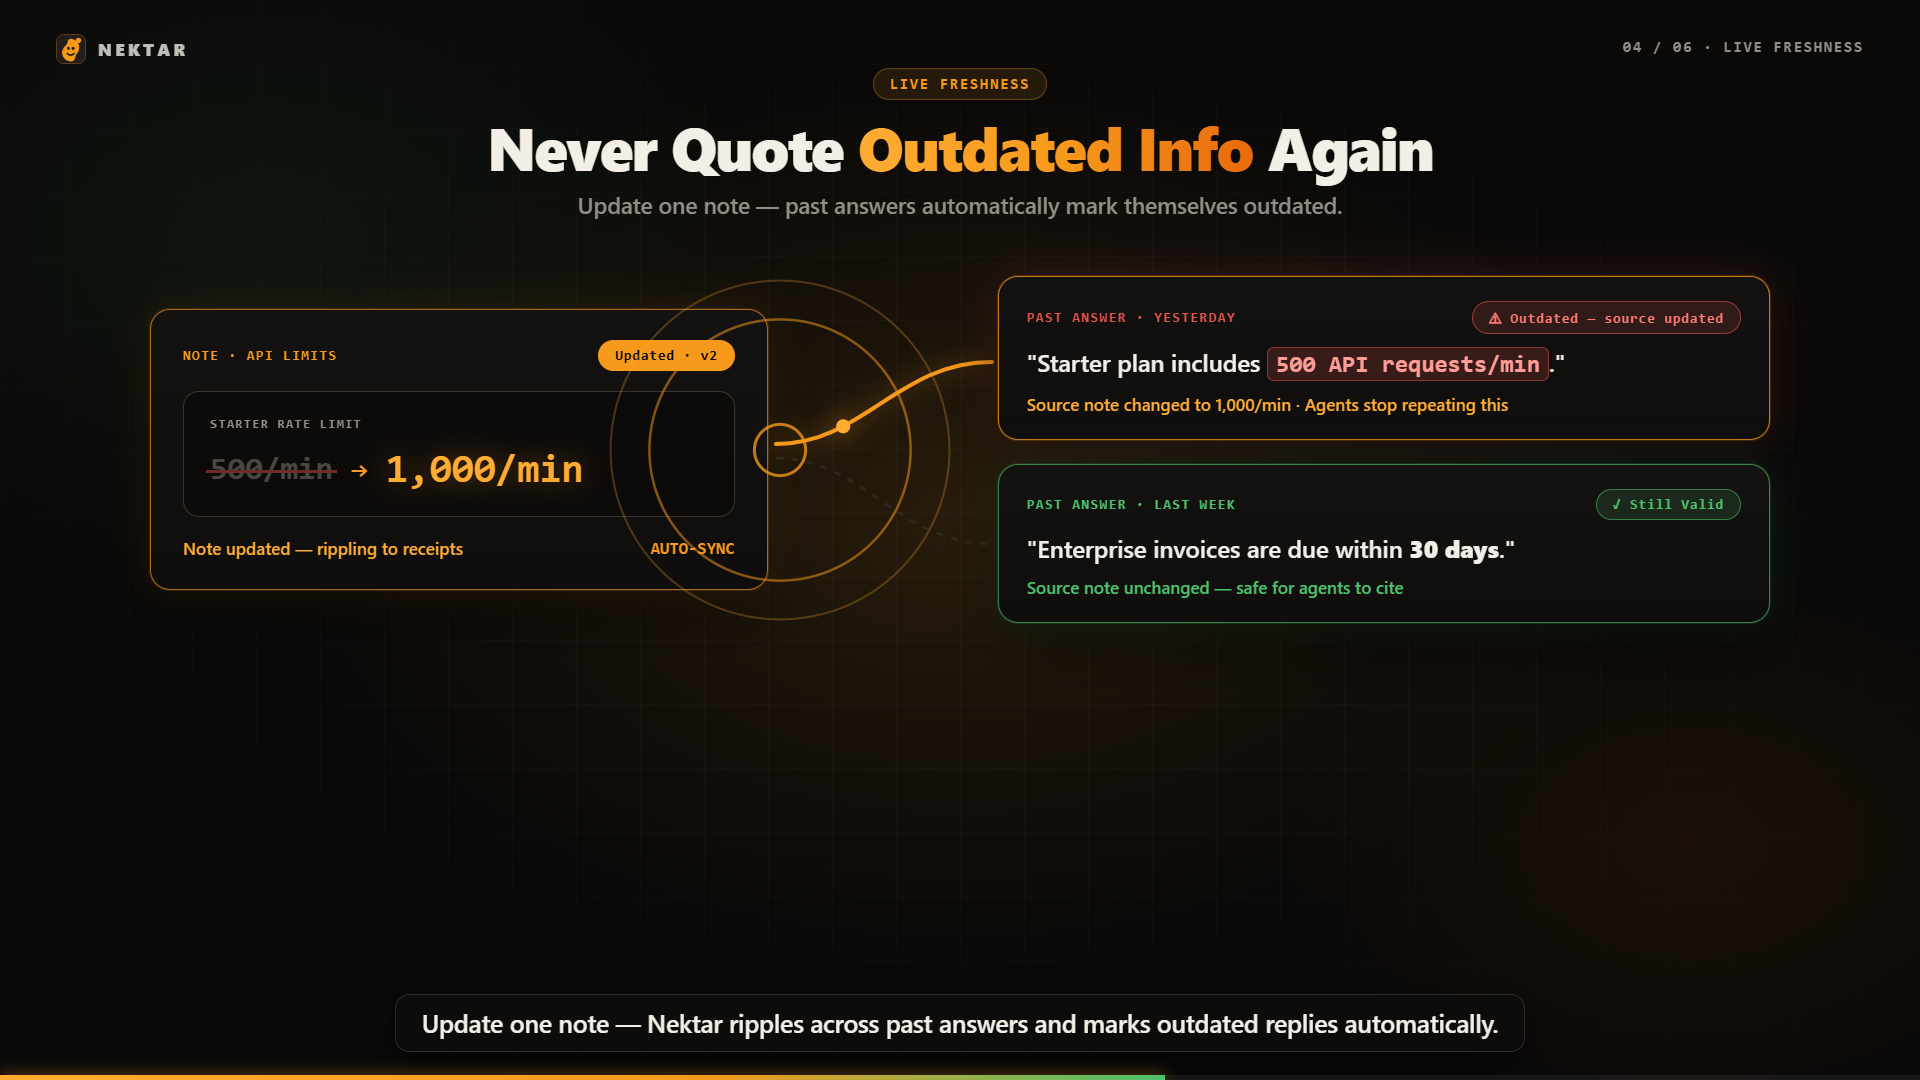 NEKTAR
04 / 06 · LIVE FRESHNESS
LIVE FRESHNESS
Never Quote Outdated Info Again
Update one note — past answers automatically mark themselves outdated.
NOTE · API LIMITS
Updated · v2
STARTER RATE LIMIT
500/min → 1,000/min
Note updated — rippling to receipts
AUTO-SYNC
PAST ANSWER · YESTERDAY
⚠ Outdated — source updated
"Starter plan includes 500 API requests/min."
Source note changed to 1,000/min · Agents stop repeating this
PAST ANSWER · LAST WEEK
✓ Still Valid
"Enterprise invoices are due within 30 days."
Source note unchanged — safe for agents to cite
Update one note — Nektar ripples across past answers and marks outdated replies automatically.